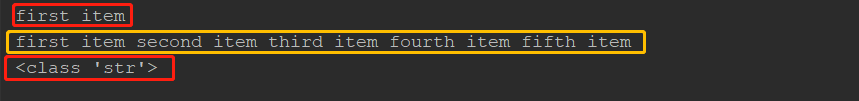 first item
first item second item third item fourth item fifth item
<class 'str'>